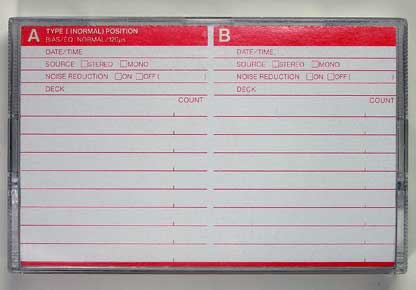 A TYPE I (NORMAL) POSITION
BIAS/EQ: NORMAL/120μs
DATE/TIME
SOURCE □STEREO □MONO
NOISE REDUCTION □ON □OFF ( )
DECK
COUNT
B
DATE/TIME
SOURCE □STEREO □MONO
NOISE REDUCTION □ON □OFF ( )
DECK
COUNT